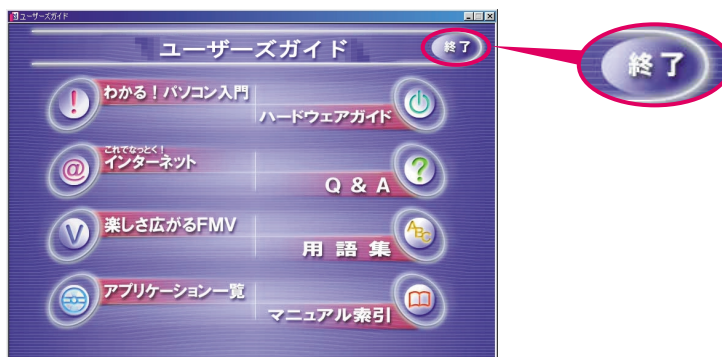 ユーザーズガイド
ユーザーズガイド
終了
終了
!
わかる！パソコン入門
ハードウェアガイド
@
これでなっとく！
インターネット
Q & A
?
V
楽しさ広がるFMV
用語集
ABC
アプリケーション一覧
マニュアル索引